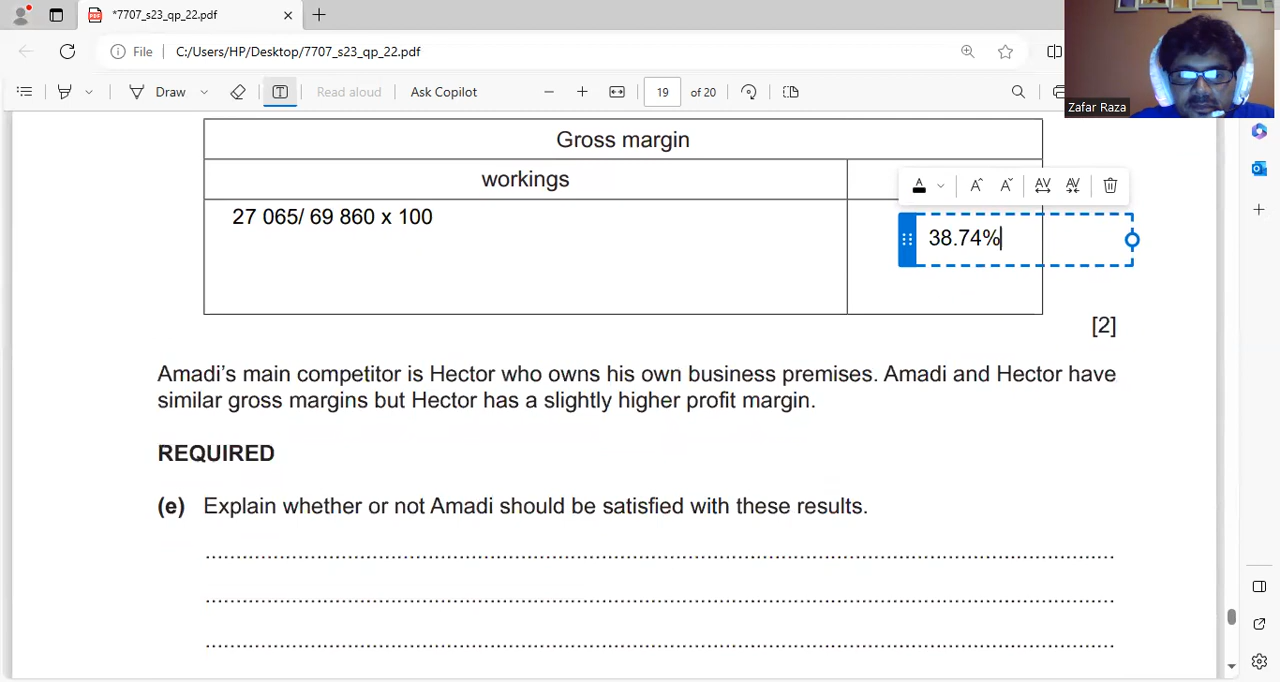 *7707_s23_qp_22.pdf
File
C:/Users/HP/Desktop/7707_s23_qp_22.pdf
Draw
Read aloud
Ask Copilot
19
of 20
Zafar Raza
Gross margin
workings
27 065/ 69 860 x 100
38.74%
[2]
Amadi's main competitor is Hector who owns his own business premises. Amadi and Hector have
similar gross margins but Hector has a slightly higher profit margin.
REQUIRED
(e) Explain whether or not Amadi should be satisfied with these results.